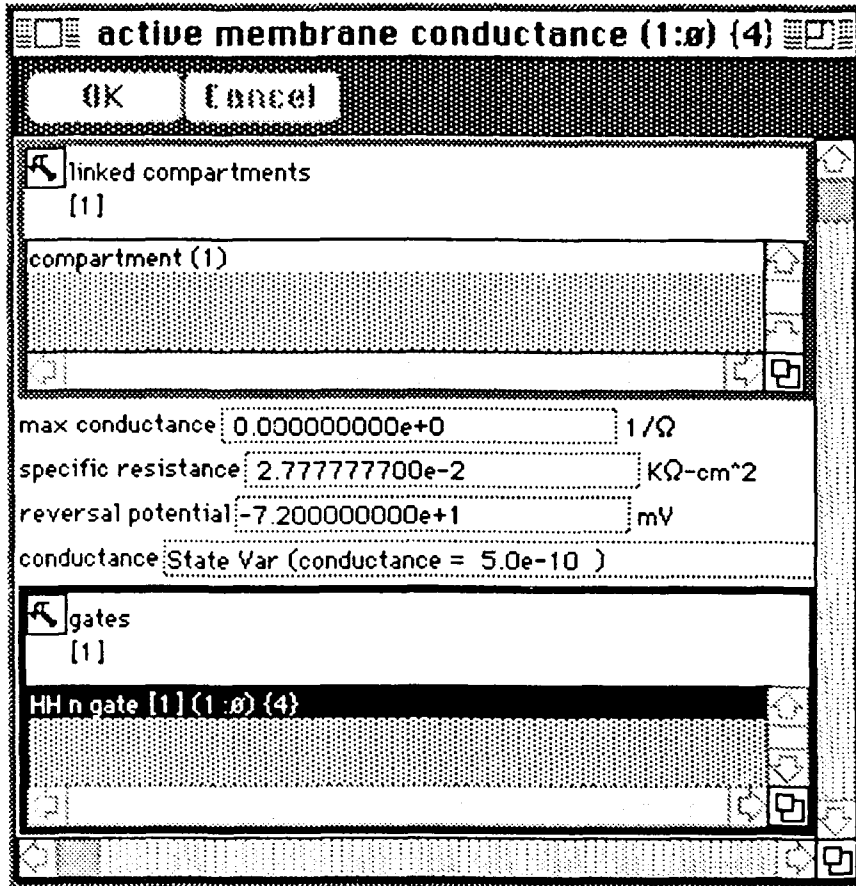 active membrane conductance (1:ø) {4}
OK Cancel
linked compartments
[1]
compartment (1)
max conductance 0.000000000e+0 1/Ω
specific resistance 2.777777700e-2 KΩ-cm^2
reversal potential -7.200000000e+1 mV
conductance State Var (conductance = 5.0e-10 )
gates
[1]
HH n gate [1] (1:ø) {4}